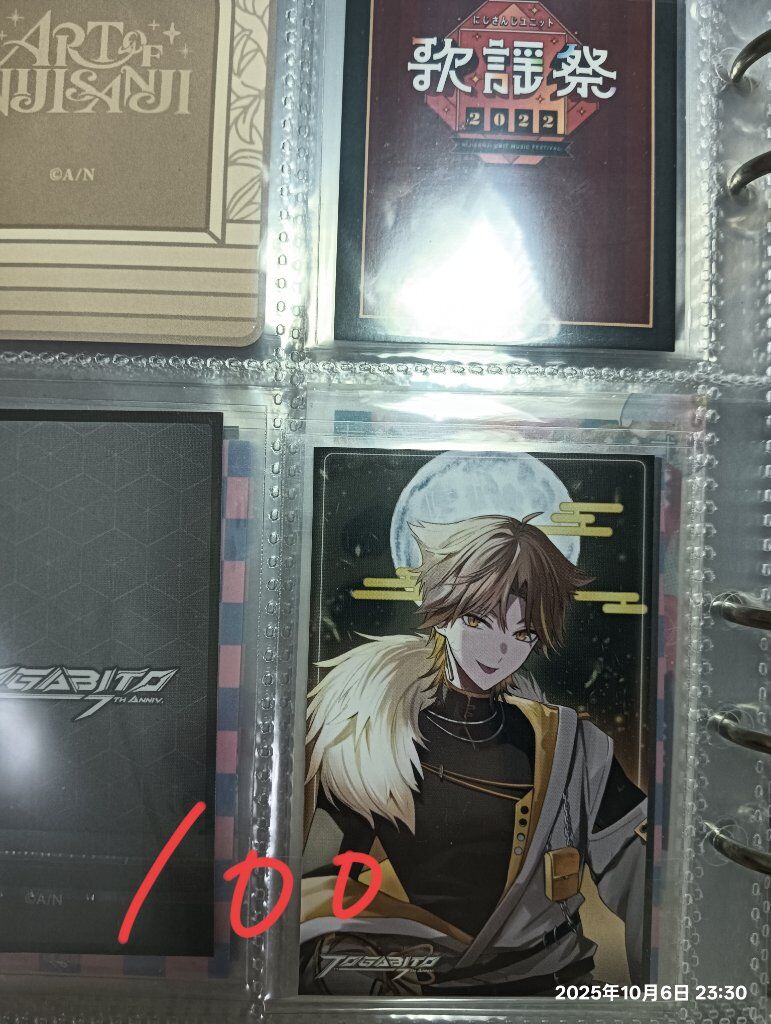 ART OF
NIJISANJI
©A/N
にじさんじユニット
歌謡祭
2022
NIJISANJI UNIT MUSIC FESTIVAL
TOGABITO
7TH ANNIV.
©A/N
100
TOGABITO
7TH ANNIV.
2025年10月6日 23:30